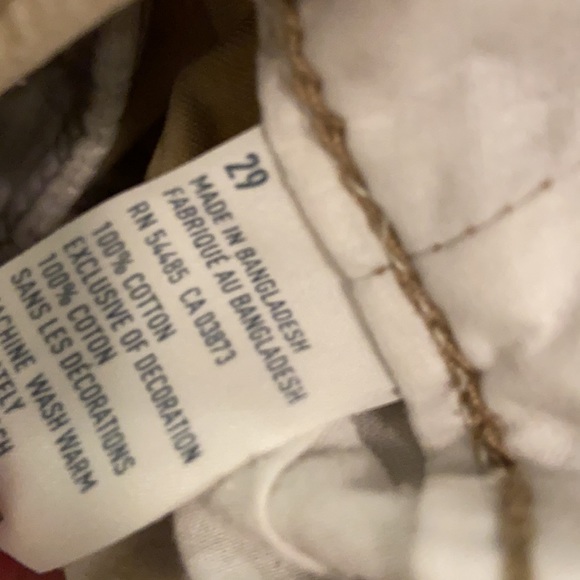 29
MADE IN BANGLADESH
FABRIQUÉ AU BANGLADESH
RN 54485 CA 03873
100% COTTON
EXCLUSIVE OF DECORATION
100% COTON
SANS LES DÉCORATIONS
WASH WARM